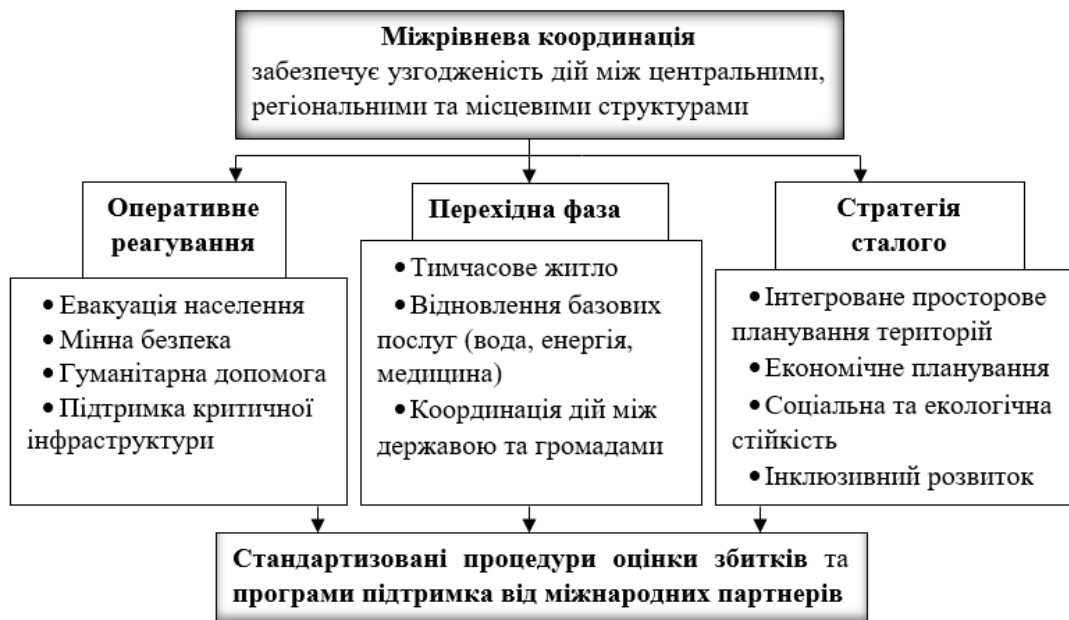 Міжрівнева координація
забезпечує узгодженість дій між центральними,
регіональними та місцевими структурами
Оперативне
реагування
• Евакуація населення
• Мінна безпека
• Гуманітарна допомога
• Підтримка критичної
інфраструктури
Перехідна фаза
• Тимчасове житло
• Відновлення базових
послуг (вода, енергія,
медицина)
• Координація дій між
державою та громадами
Стратегія
сталого
• Інтегроване просторове
планування територій
• Економічне планування
• Соціальна та екологічна
стійкість
• Інклюзивний розвиток
Стандартизовані процедури оцінки збитків та
програми підтримка від міжнародних партнерів